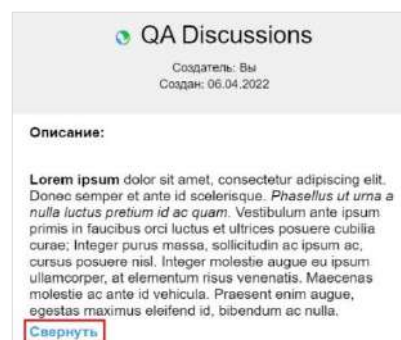 QA Discussions
Создатель: Вы
Создан: 06.04.2022
Описание:
Lorem ipsum dolor sit amet, consectetur adipiscing elit.
Donec semper et ante id scelerisque. Phasellus ut urna a
nulla luctus pretium id ac quam. Vestibulum ante ipsum
primis in faucibus orci luctus et ultrices posuere cubilia
curae; Integer purus massa, sollicitudin ac ipsum ac,
cursus posuere nisl. Integer molestie augue eu ipsum
ullamcorper, at elementum risus venenatis. Maecenas
molestie ac ante id vehicula. Praesent enim augue,
egestas maximus eleifend id, bibendum ac nulla.
Свернуть